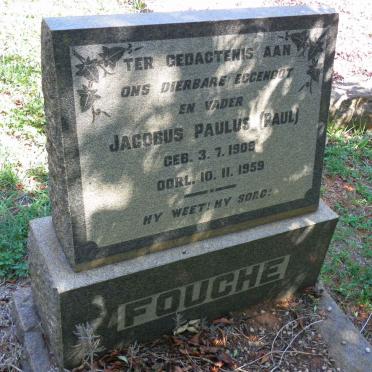 TER GEDAGTENIS AAN
ONS DIERBARE EGGENOOT
EN VADER
JACOBUS PAULUS (PAUL)
GEB. 3.7.1908
OORL. 10.11.1959
HY WEET! HY SORG!
FOUCHE